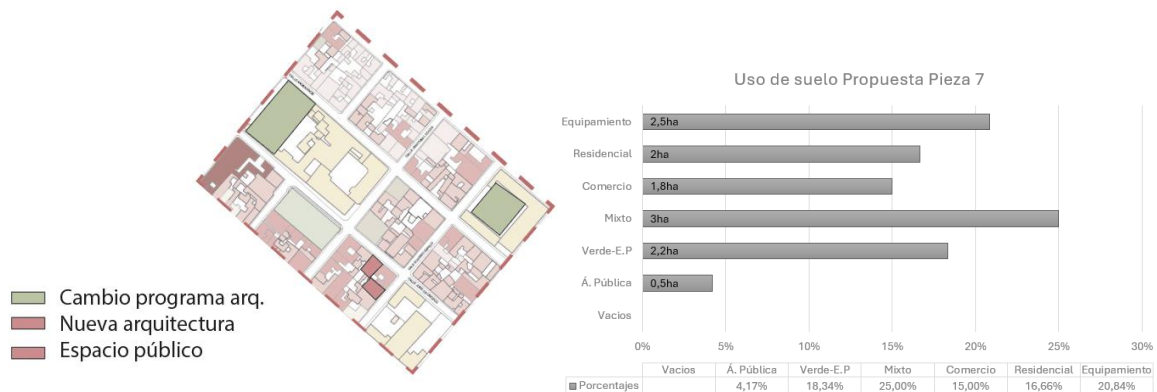 Cambio programa arq.
Nueva arquitectura
Espacio público
Uso de suelo Propuesta Pieza 7
Equipamiento 2,5ha
Residencial 2ha
Comercio 1,8ha
Mixto 3ha
Verde-E.P 2,2ha
Á. Pública 0,5ha
Vacios
0% 5% 10% 15% 20% 25% 30%
Vacios Á. Pública Verde-E.P Mixto Comercio Residencial Equipamiento
Porcentajes 4,17% 18,34% 25,00% 15,00% 16,66% 20,84%